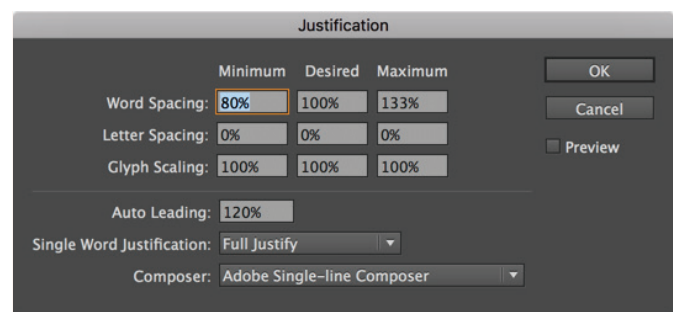 Justification
Minimum Desired Maximum
Word Spacing: 80% 100% 133%
Letter Spacing: 0% 0% 0%
Glyph Scaling: 100% 100% 100%
Auto Leading: 120%
Single Word Justification: Full Justify
Composer: Adobe Single-line Composer
OK
Cancel
Preview